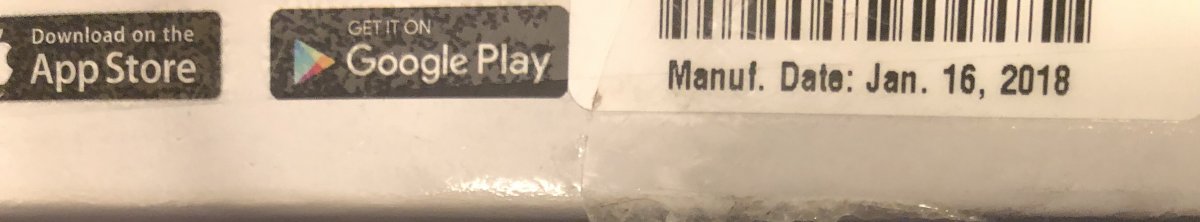 Download on the
App Store
GET IT ON
Google Play
Manuf. Date: Jan. 16, 2018